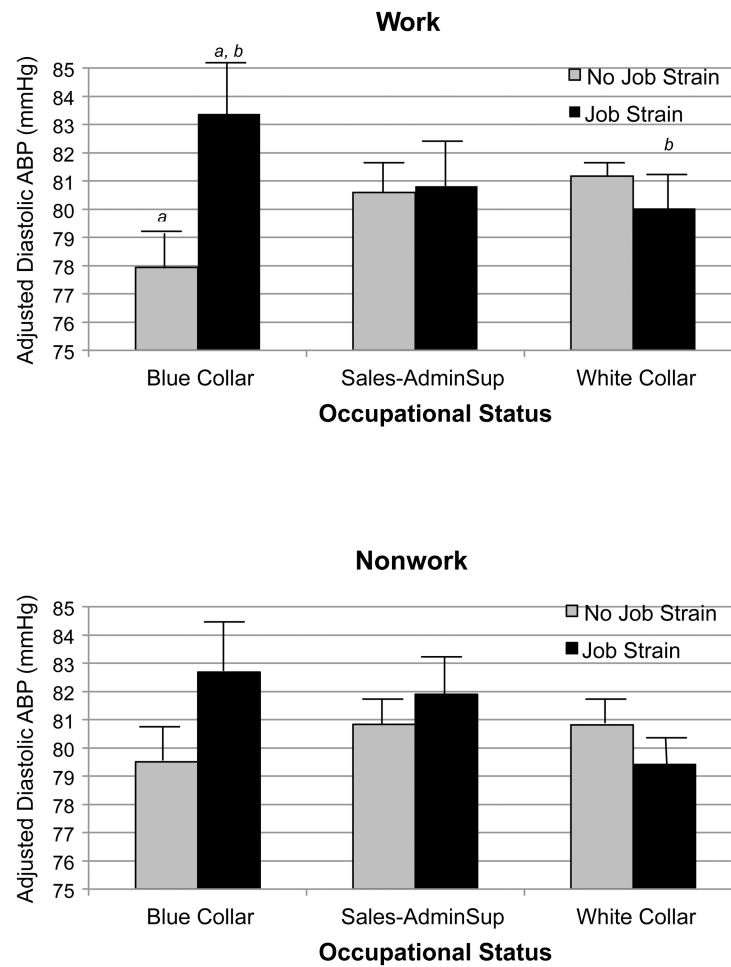 Work
a, b
a
b
No Job Strain
Job Strain
Adjusted Diastolic ABP (mmHg)
85
84
83
82
81
80
79
78
77
76
75
Blue Collar
Sales-AdminSup
White Collar
Occupational Status
Nonwork
No Job Strain
Job Strain
Adjusted Diastolic ABP (mmHg)
85
84
83
82
81
80
79
78
77
76
75
Blue Collar
Sales-AdminSup
White Collar
Occupational Status